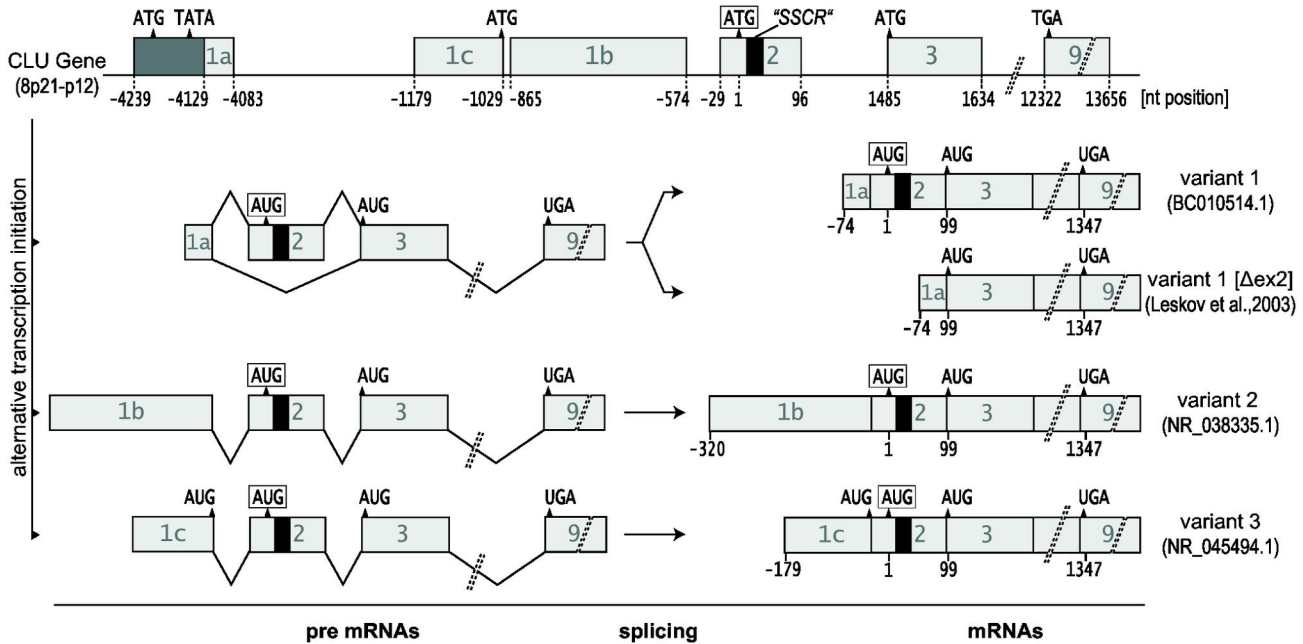 ATG TATA ATG ATG "SSCR" ATG TGA
CLU Gene
(8p21-p12)
1a 1c 1b 2 3 9
-4239 -4129 -4083 -1179 -1029 -865 -574 -29 1 96 1485 1634 12322 13656 [nt position]
alternative transcription initiation
AUG AUG UGA
1a 2 3 9
AUG AUG UGA
1a 2 3 9
-74 1 99 1347
variant 1
(BC010514.1)
AUG UGA
1a 3 9
-74 99 1347
variant 1 [Δex2]
(Leskov et al.,2003)
AUG AUG UGA
1b 2 3 9
AUG AUG UGA
1b 2 3 9
-320 1 99 1347
variant 2
(NR_038335.1)
AUG AUG AUG UGA
1c 2 3 9
AUG AUG AUG UGA
1c 2 3 9
-179 1 99 1347
variant 3
(NR_045494.1)
pre mRNAs splicing mRNAs